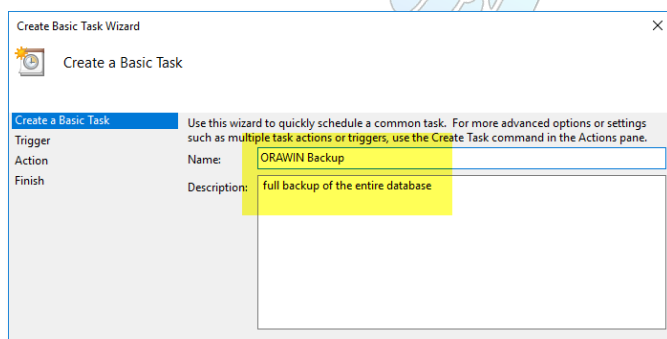 Create Basic Task Wizard
Create a Basic Task
Create a Basic Task
Trigger
Action
Finish
Use this wizard to quickly schedule a common task. For more advanced options or settings
such as multiple task actions or triggers, use the Create Task command in the Actions pane.
Name: ORAWIN Backup
Description: full backup of the entire database